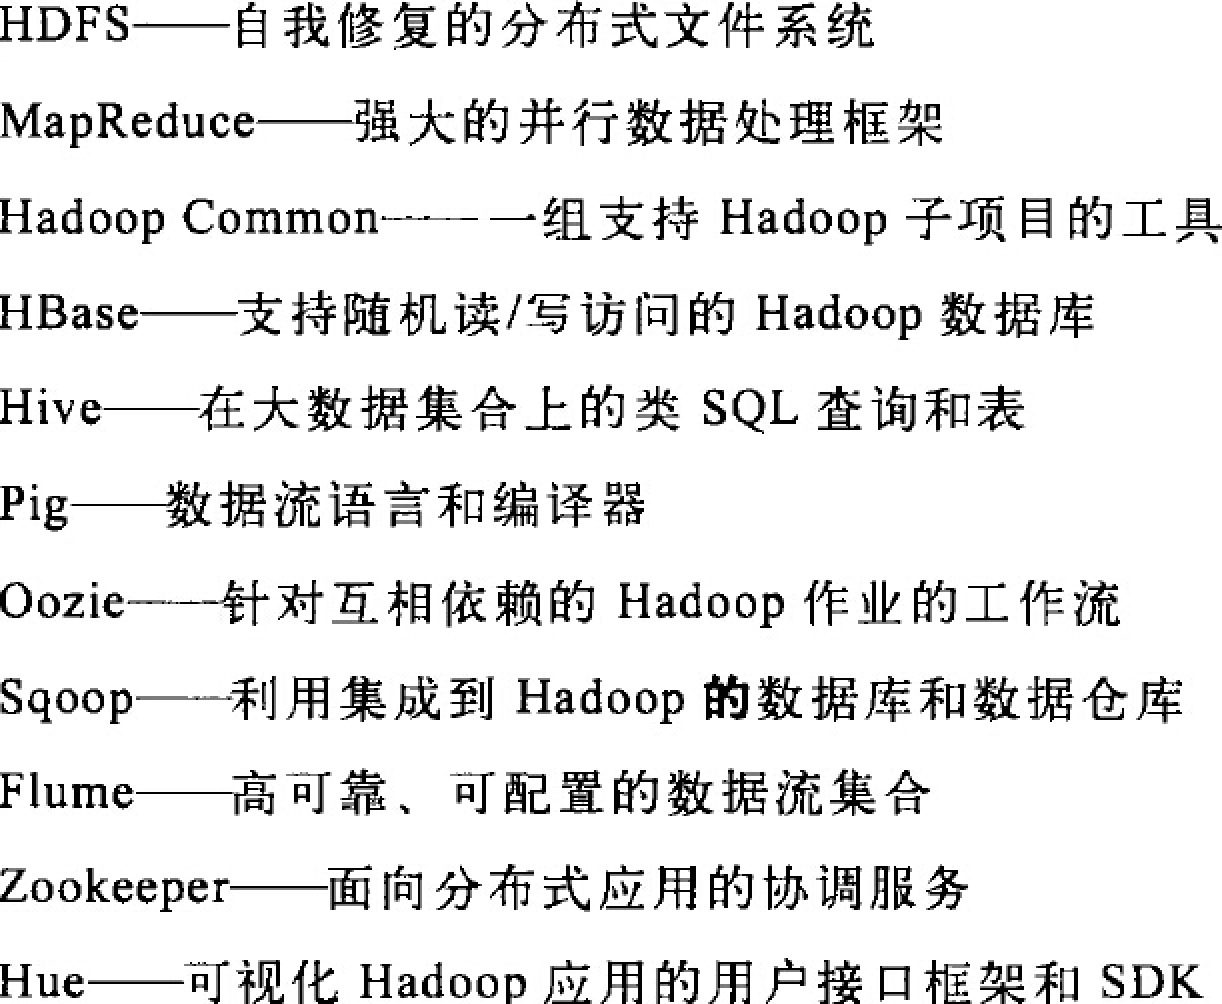 HDFS——自我修复的分布式文件系统
MapReduce——强大的并行数据处理框架
Hadoop Common——一组支持 Hadoop 子项目的工具
HBase——支持随机读/写访问的 Hadoop 数据库
Hive——在大数据集合上的类 SQL 查询和表
Pig——数据流语言和编译器
Oozie——针对互相依赖的 Hadoop 作业的工作流
Sqoop——利用集成到 Hadoop 的数据库和数据仓库
Flume——高可靠、可配置的数据流集合
Zookeeper——面向分布式应用的协调服务
Hue——可视化 Hadoop 应用的用户接口框架和 SDK